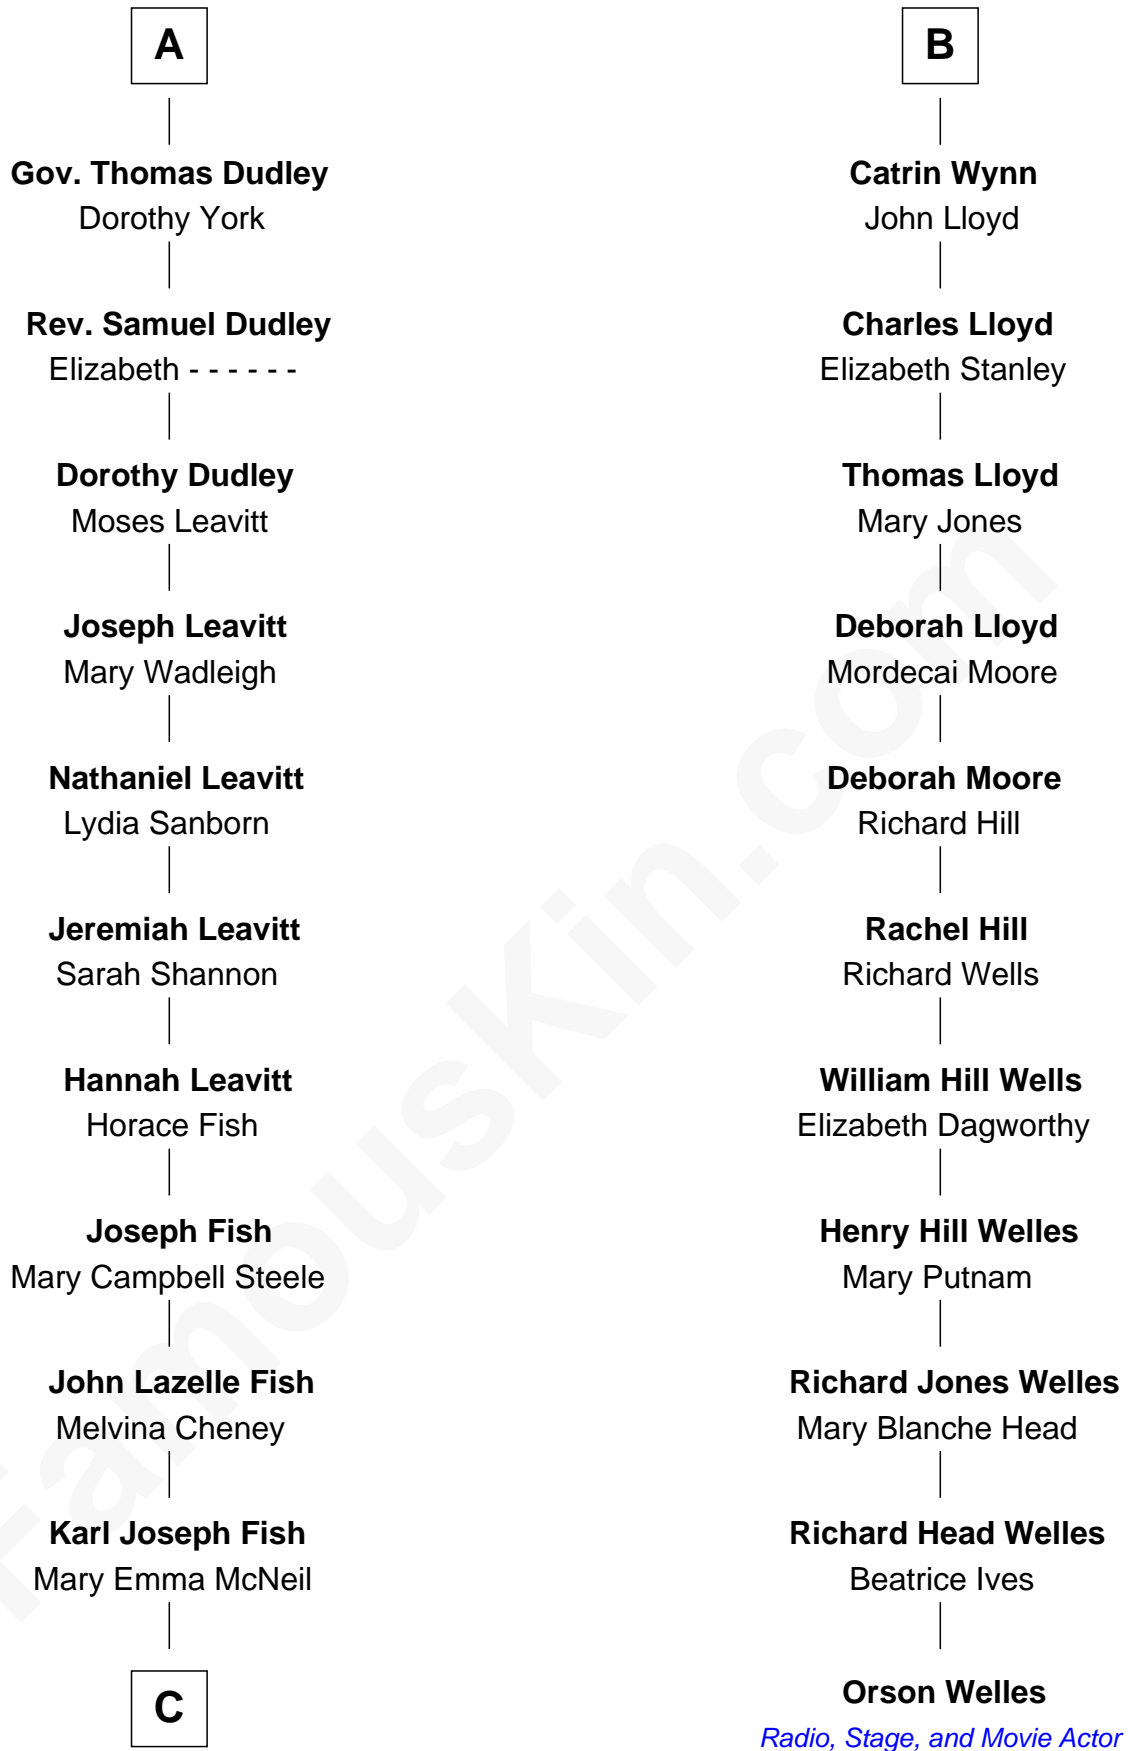 A
Gov. Thomas Dudley
Dorothy York
Rev. Samuel Dudley
Elizabeth - - - - - -
Dorothy Dudley
Moses Leavitt
Joseph Leavitt
Mary Wadleigh
Nathaniel Leavitt
Lydia Sanborn
Jeremiah Leavitt
Sarah Shannon
Hannah Leavitt
Horace Fish
Joseph Fish
Mary Campbell Steele
John Lazelle Fish
Melvina Cheney
Karl Joseph Fish
Mary Emma McNeil
C
B
Catrin Wynn
John Lloyd
Charles Lloyd
Elizabeth Stanley
Thomas Lloyd
Mary Jones
Deborah Lloyd
Mordecai Moore
Deborah Moore
Richard Hill
Rachel Hill
Richard Wells
William Hill Wells
Elizabeth Dagworthy
Henry Hill Welles
Mary Putnam
Richard Jones Welles
Mary Blanche Head
Richard Head Welles
Beatrice Ives
Orson Welles
Radio, Stage, and Movie Actor
FamousKin.com